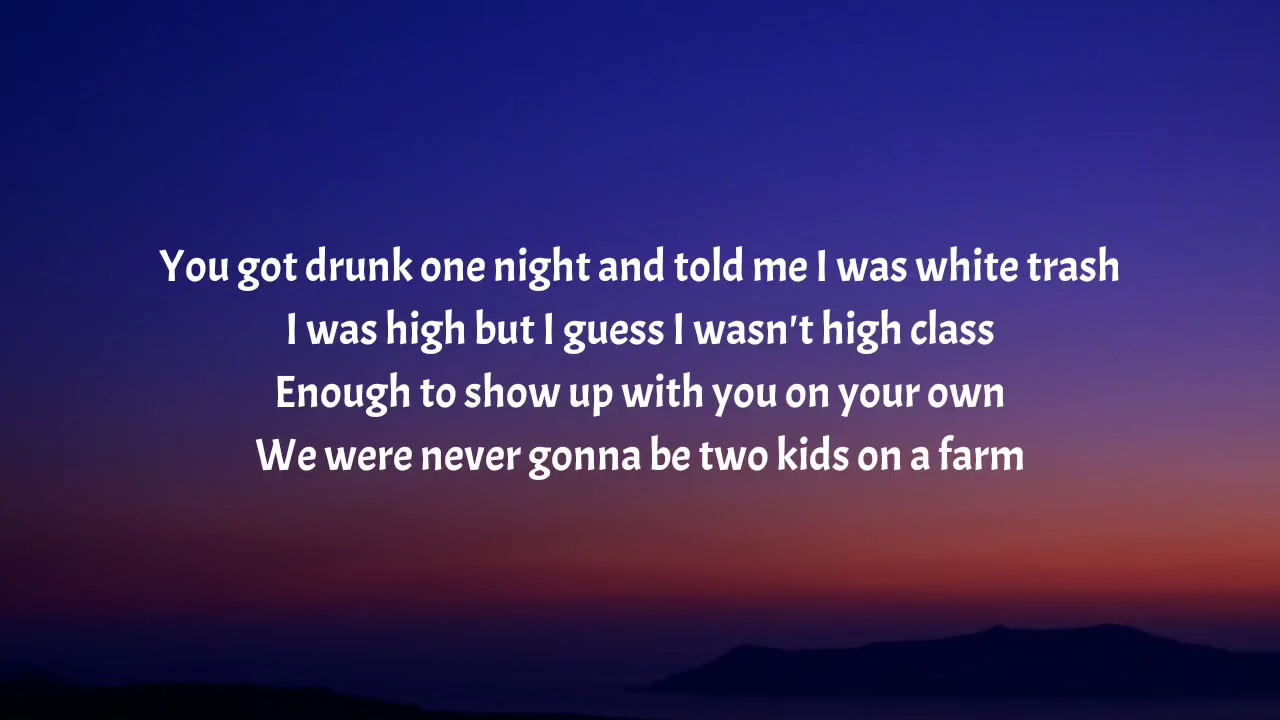 You got drunk one night and told me I was white trash
I was high but I guess I wasn't high class
Enough to show up with you on your own
We were never gonna be two kids on a farm